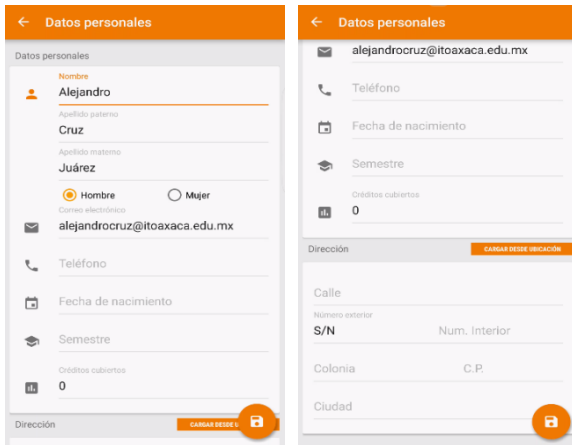 Datos personales
Datos personales
Nombre
Alejandro
Apellido paterno
Cruz
Apellido materno
Juárez
Hombre Mujer
Correo electrónico
alejandrocruz@itoaxaca.edu.mx
Teléfono
Fecha de nacimiento
Semestre
Créditos cubiertos
0
Dirección CARGAR DESDE U
Datos personales
alejandrocruz@itoaxaca.edu.mx
Teléfono
Fecha de nacimiento
Semestre
Créditos cubiertos
0
Dirección CARGAR DESDE UBICACIÓN
Calle
Número exterior
S/N Num. Interior
Colonia C.P.
Ciudad